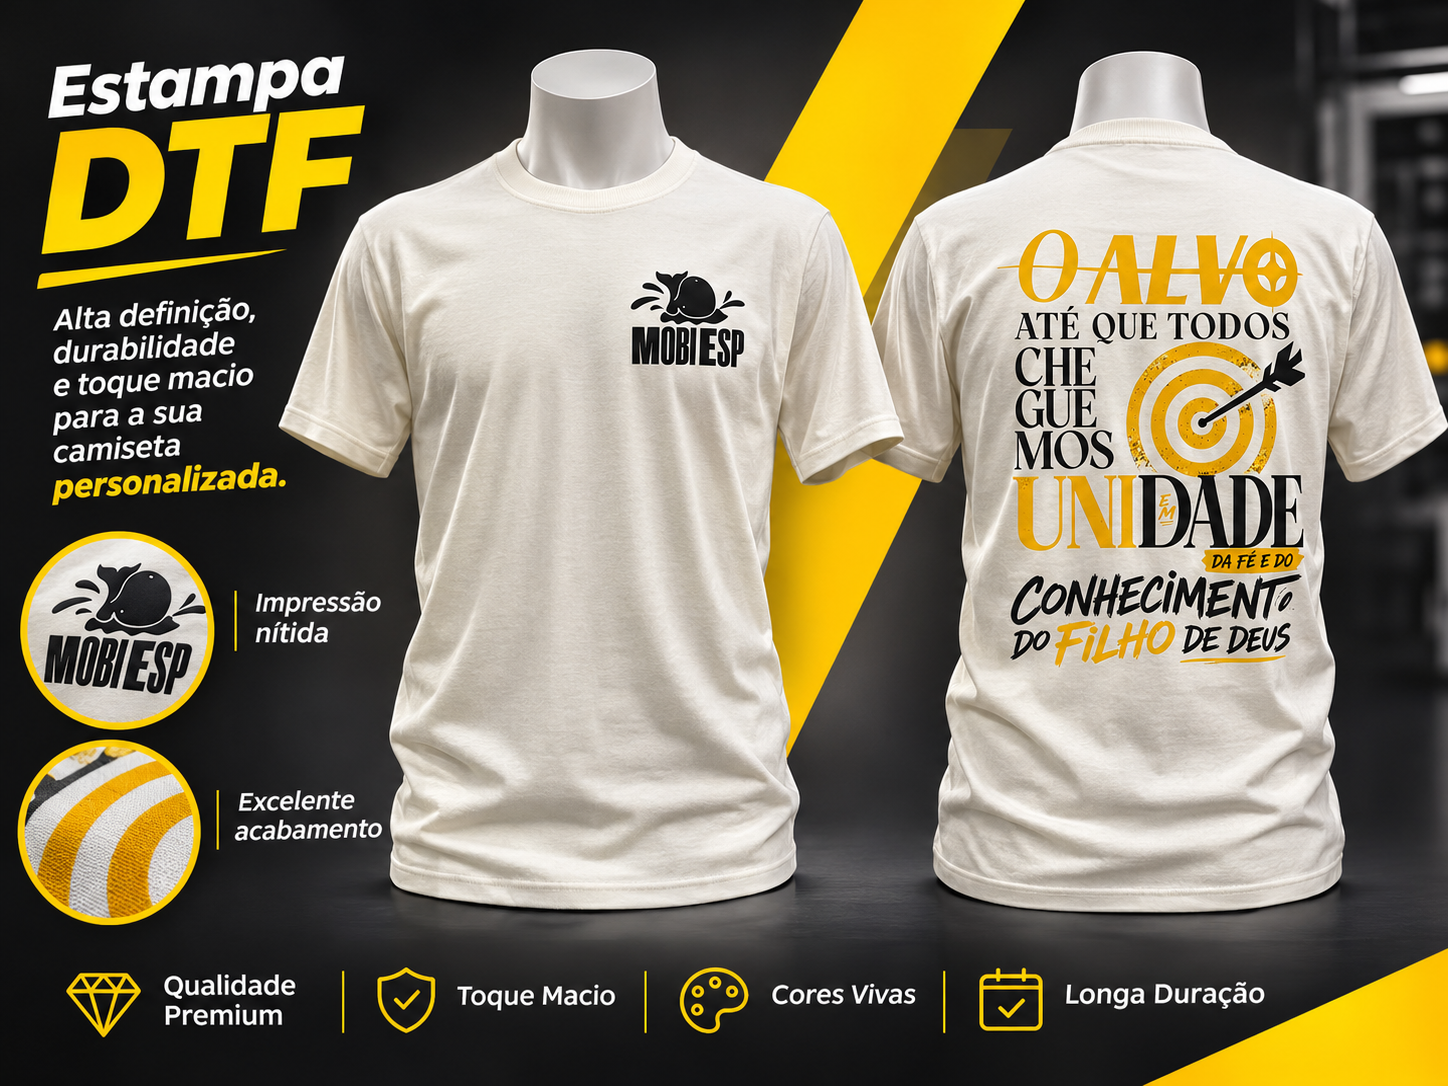 Estampa
DTF
Alta definição,
durabilidade
e toque macio
para a sua
camiseta
personalizada.
MOBIESP
Impressão
nítida
Excelente
acabamento
MOBIESP
O ALVO
ATÉ QUE TODOS
CHE
GUE
MOS
UNIDADE
EM
DA FÉ E DO
CONHECIMENTO
DO FILHO DE DEUS
Qualidade
Premium
Toque Macio
Cores Vivas
Longa Duração